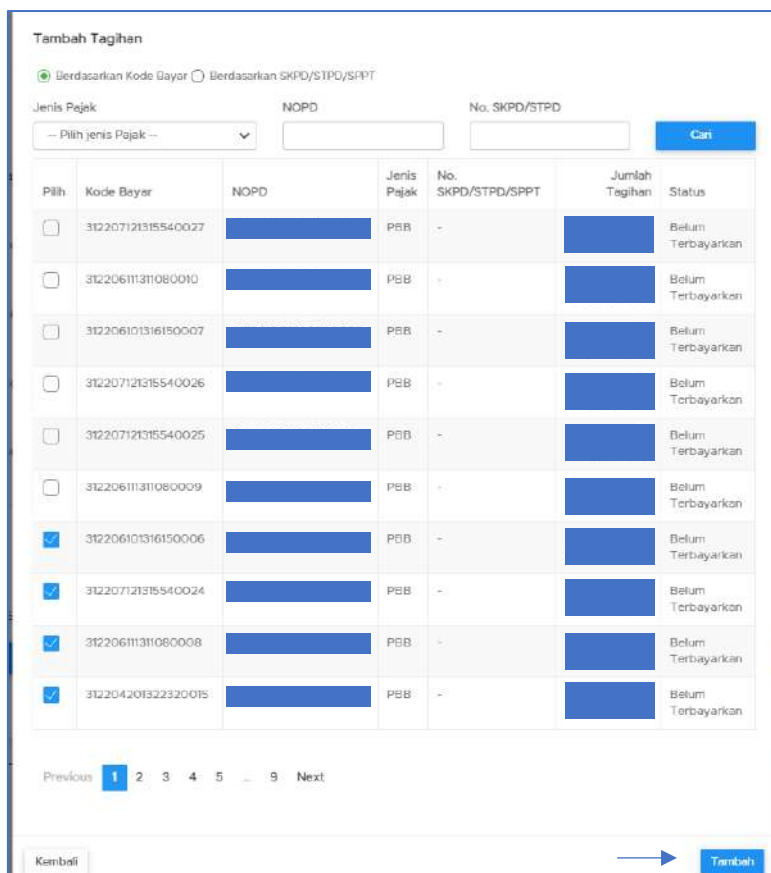 Tambah Tagihan
Berdasarkan Kode Bayar Berdasarkan SKPD/STPD/SPPT
Jenis Pajak NOPD No. SKPD/STPD
-- Pilih jenis Pajak -- Cari
Pilih Kode Bayar NOPD Jenis Pajak No. SKPD/STPD/SPPT Jumlah Tagihan Status
312207121315540027 PBB - Belum Terbayarkan
312206111311080010 PBB - Belum Terbayarkan
312206101316150007 PBB - Belum Terbayarkan
312207121315540026 PBB - Belum Terbayarkan
312207121315540025 PBB - Belum Terbayarkan
312206111311080009 PBB - Belum Terbayarkan
312206101316150006 PBB - Belum Terbayarkan
312207121315540024 PBB - Belum Terbayarkan
312206111311080008 PBB - Belum Terbayarkan
312204201322320015 PBB - Belum Terbayarkan
Previous 1 2 3 4 5 ... 9 Next
Kembali Tambah